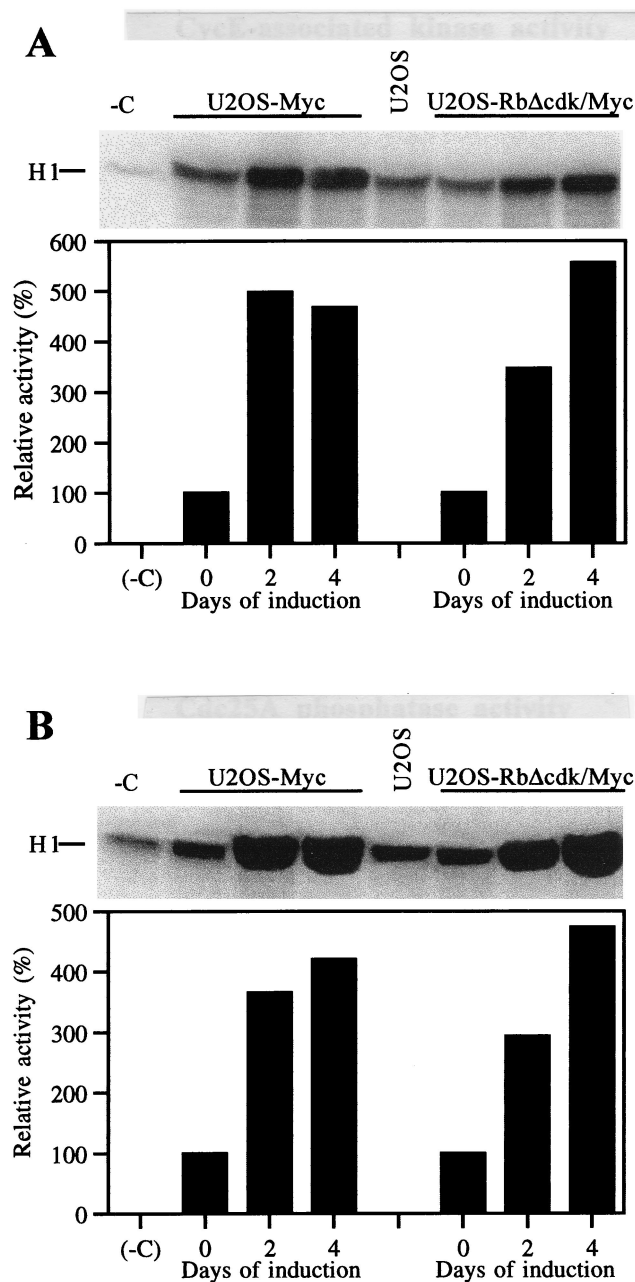 A
CycE-associated kinase activity
-C
U2OS-Myc
U2OS
U2OS-RbΔcdk/Myc
H1
Relative activity (%)
600
500
400
300
200
100
0
(-C) 0 2 4 0 2 4
Days of induction Days of induction
B
Cdc25A phosphatase activity
-C
U2OS-Myc
U2OS
U2OS-RbΔcdk/Myc
H1
Relative activity (%)
500
400
300
200
100
0
(-C) 0 2 4 0 2 4
Days of induction Days of induction